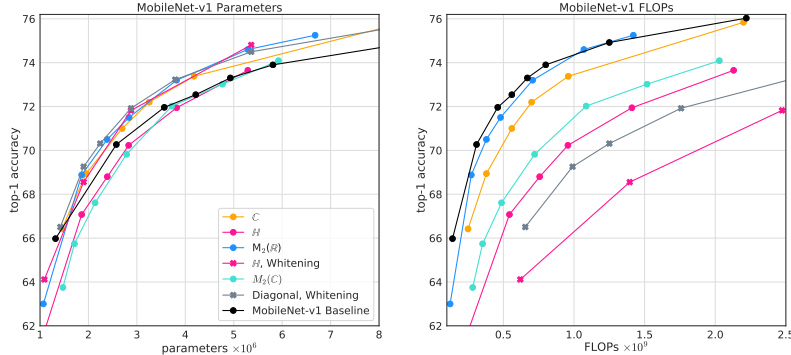 MobileNet-v1 Parameters
76
74
72
70
68
66
64
62
top-1 accuracy
1 2 3 4 5 6 7 8
parameters ×10⁶
ℂ
ℍ
M₂(ℝ)
ℍ, Whitening
M₂(ℂ)
Diagonal, Whitening
MobileNet-v1 Baseline
MobileNet-v1 FLOPs
76
74
72
70
68
66
64
62
top-1 accuracy
0.5 1.0 1.5 2.0 2.5
FLOPs ×10⁹